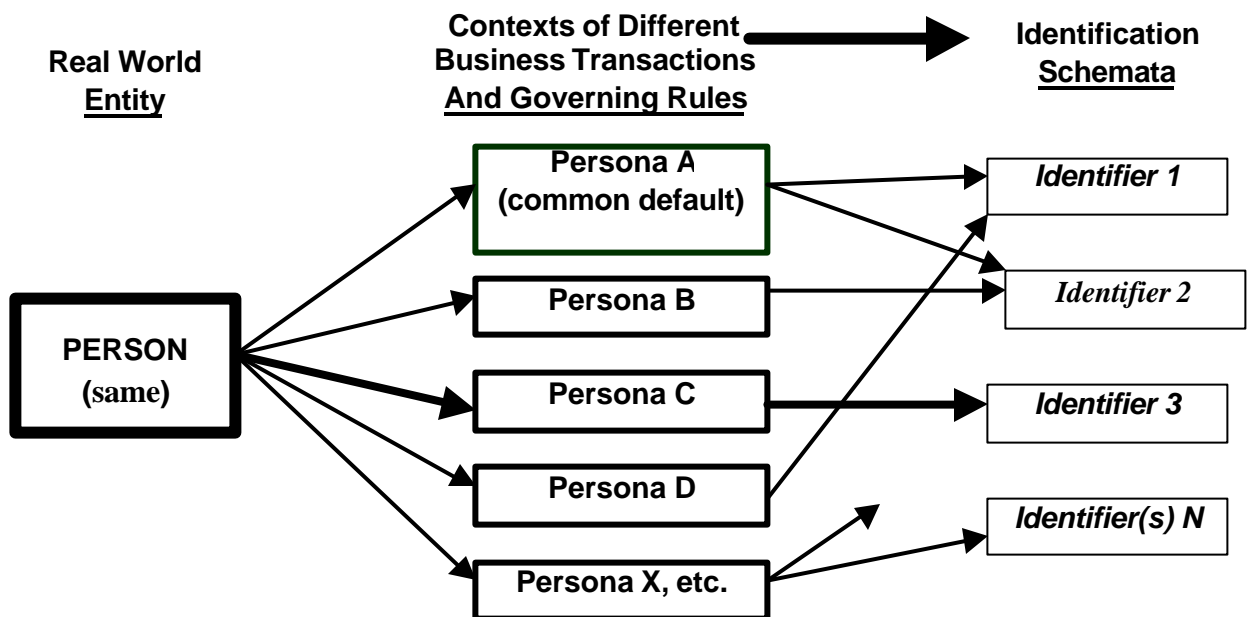 Real World
Entity
Contexts of Different
Business Transactions
And Governing Rules
Identification
Schemata
PERSON
(same)
Persona A
(common default)
Persona B
Persona C
Persona D
Persona X, etc.
Identifier 1
Identifier 2
Identifier 3
Identifier(s) N